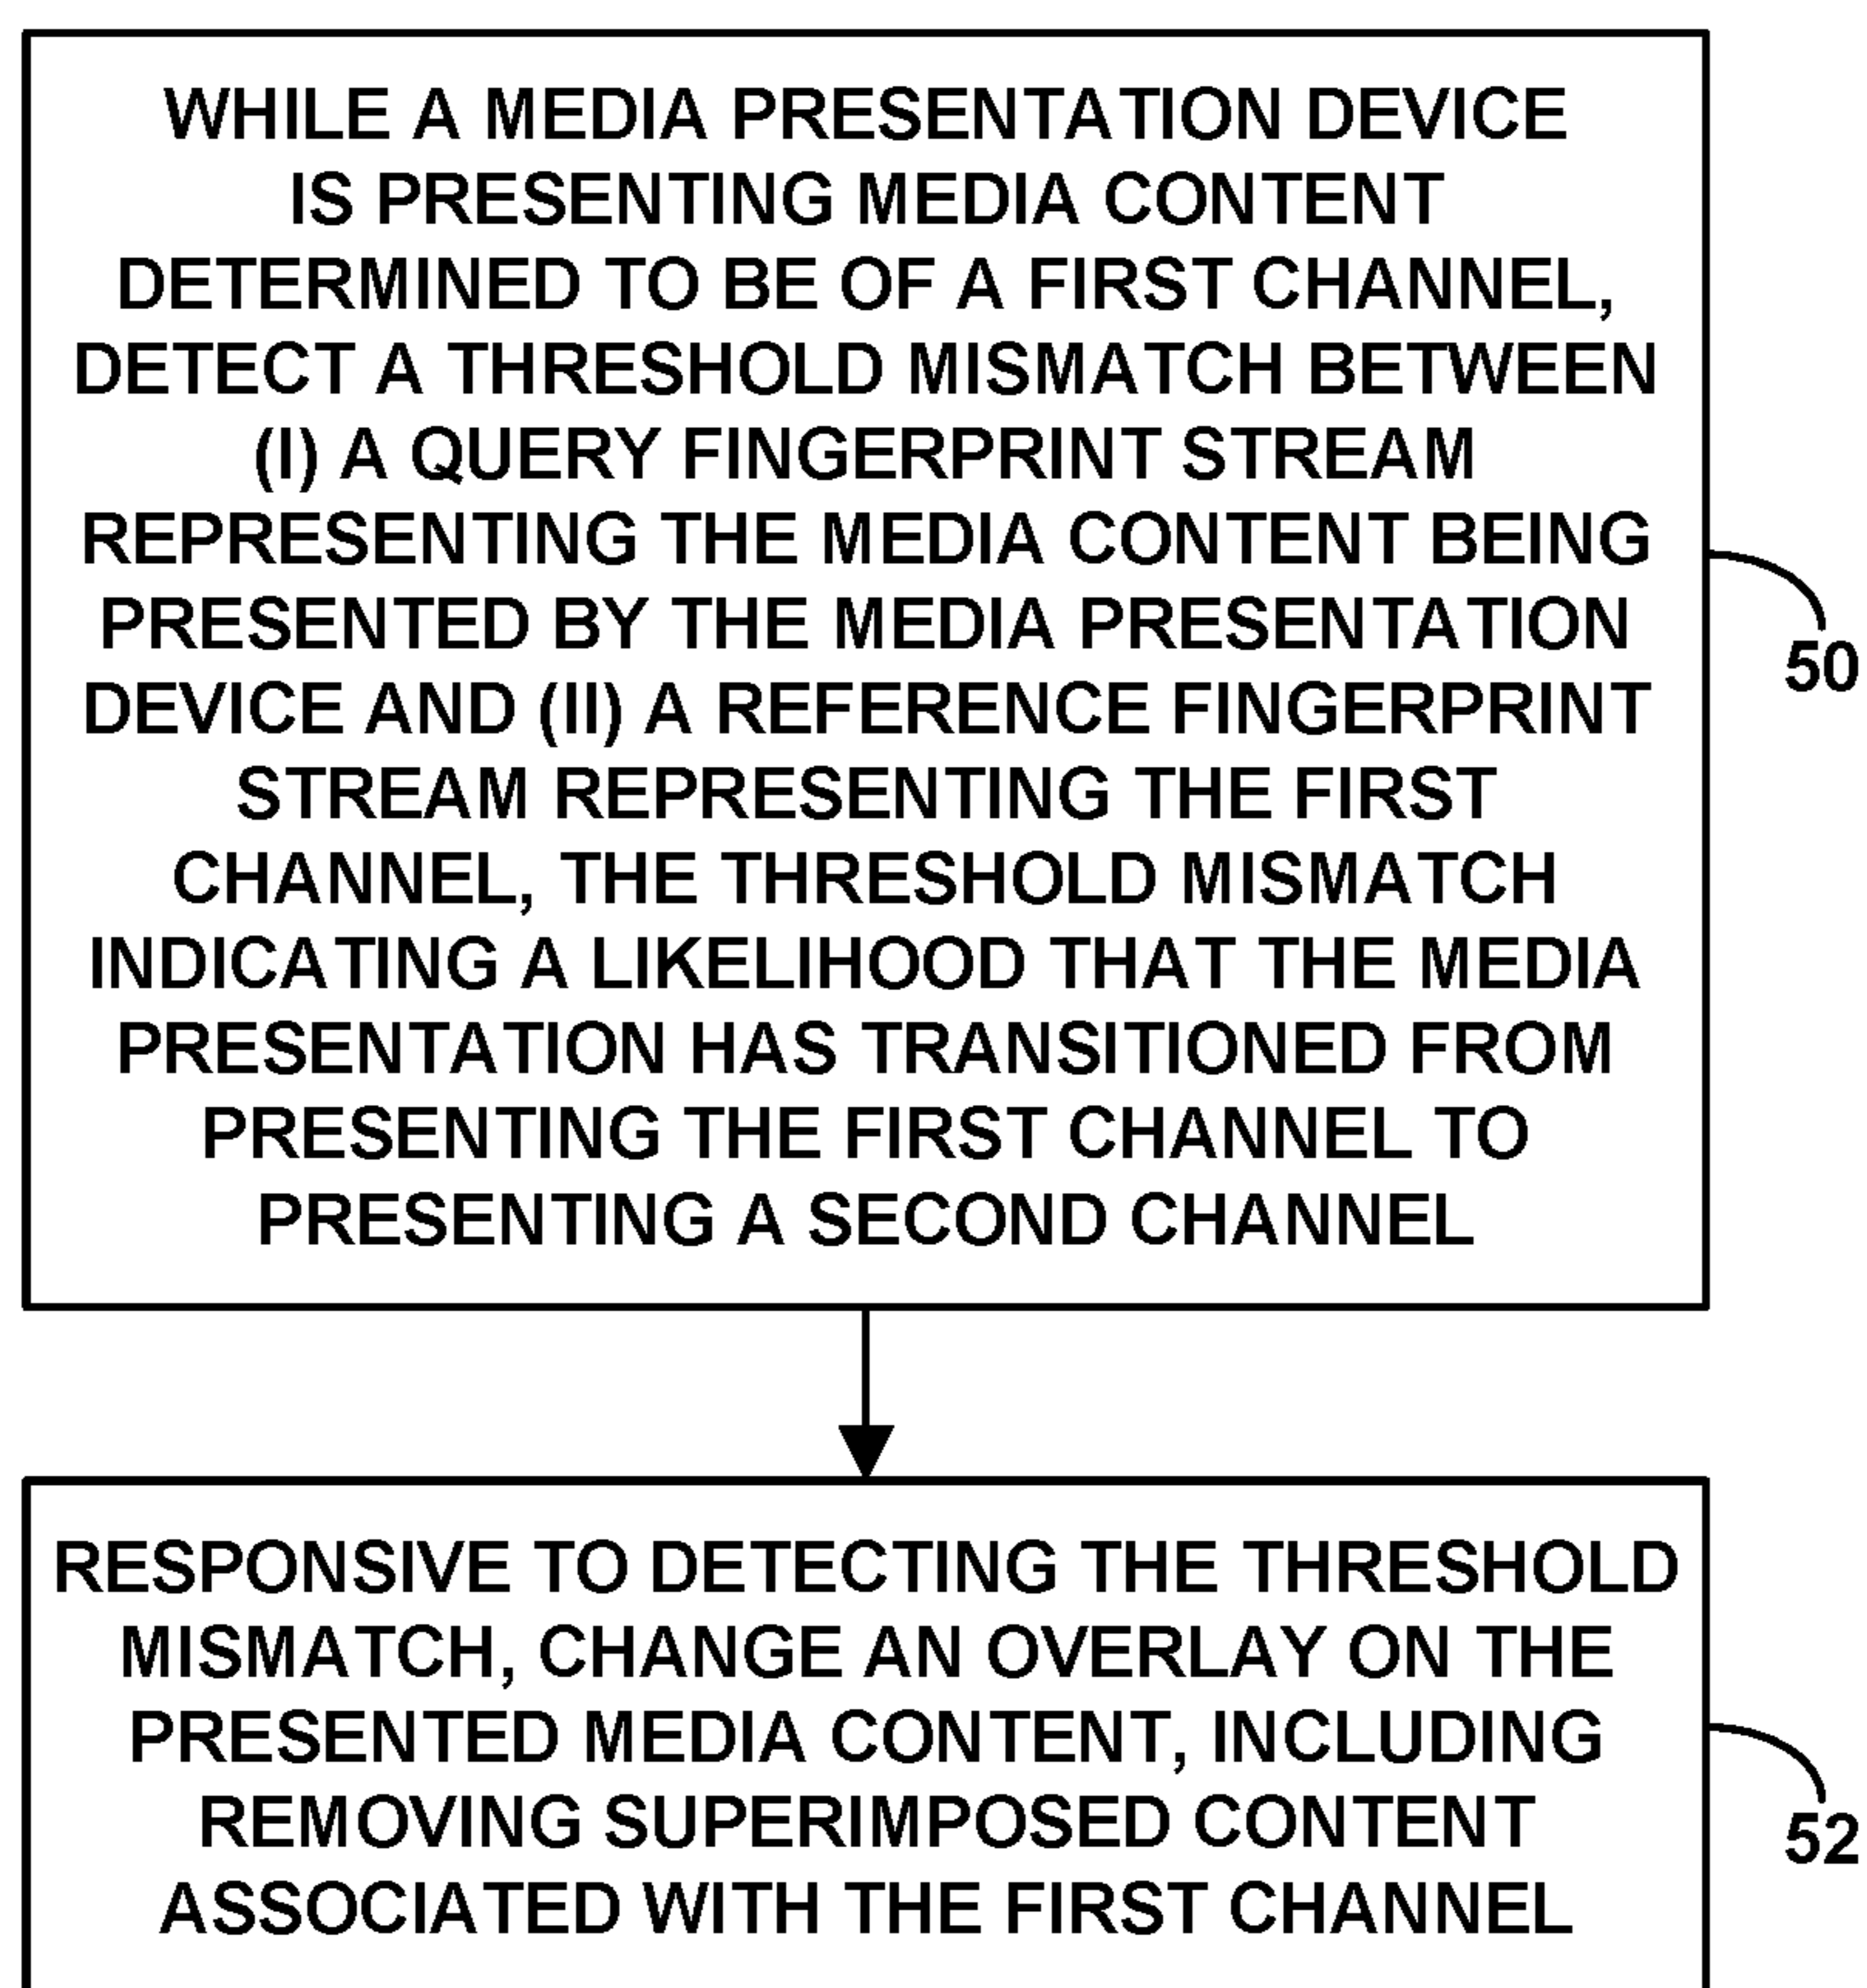 WHILE A MEDIA PRESENTATION DEVICE
IS PRESENTING MEDIA CONTENT
DETERMINED TO BE OF A FIRST CHANNEL,
DETECT A THRESHOLD MISMATCH BETWEEN
(I) A QUERY FINGERPRINT STREAM
REPRESENTING THE MEDIA CONTENT BEING
PRESENTED BY THE MEDIA PRESENTATION
DEVICE AND (II) A REFERENCE FINGERPRINT
STREAM REPRESENTING THE FIRST
CHANNEL, THE THRESHOLD MISMATCH
INDICATING A LIKELIHOOD THAT THE MEDIA
PRESENTATION HAS TRANSITIONED FROM
PRESENTING THE FIRST CHANNEL TO
PRESENTING A SECOND CHANNEL
50
RESPONSIVE TO DETECTING THE THRESHOLD
MISMATCH, CHANGE AN OVERLAY ON THE
PRESENTED MEDIA CONTENT, INCLUDING
REMOVING SUPERIMPOSED CONTENT
ASSOCIATED WITH THE FIRST CHANNEL
52